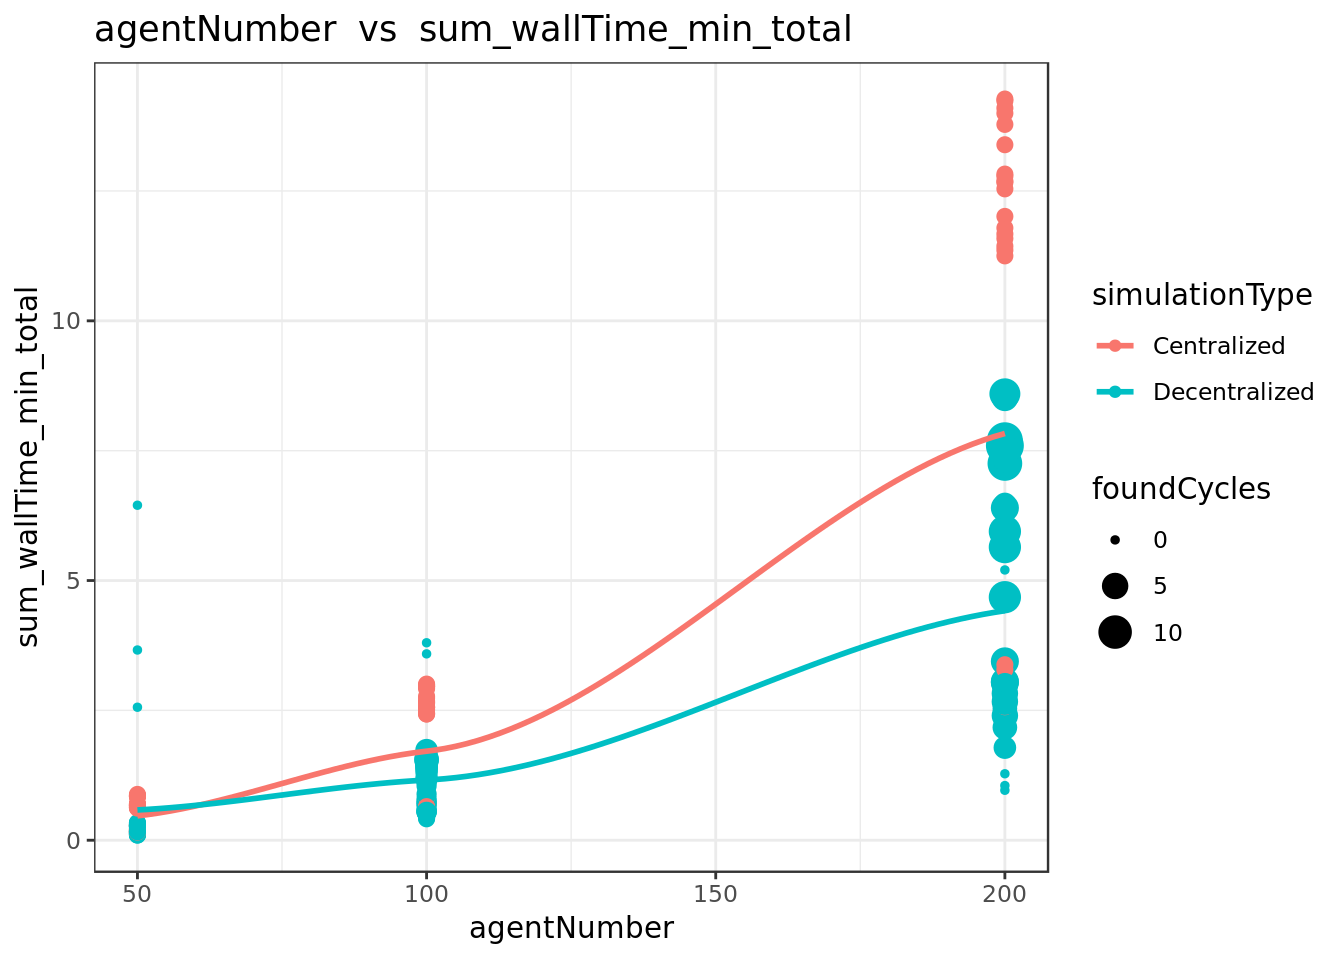 agentNumber  vs  sum_wallTime_min_total
sum_wallTime_min_total
10
5
0
50
100
150
200
agentNumber
simulationType
Centralized
Decentralized
foundCycles
0
5
10